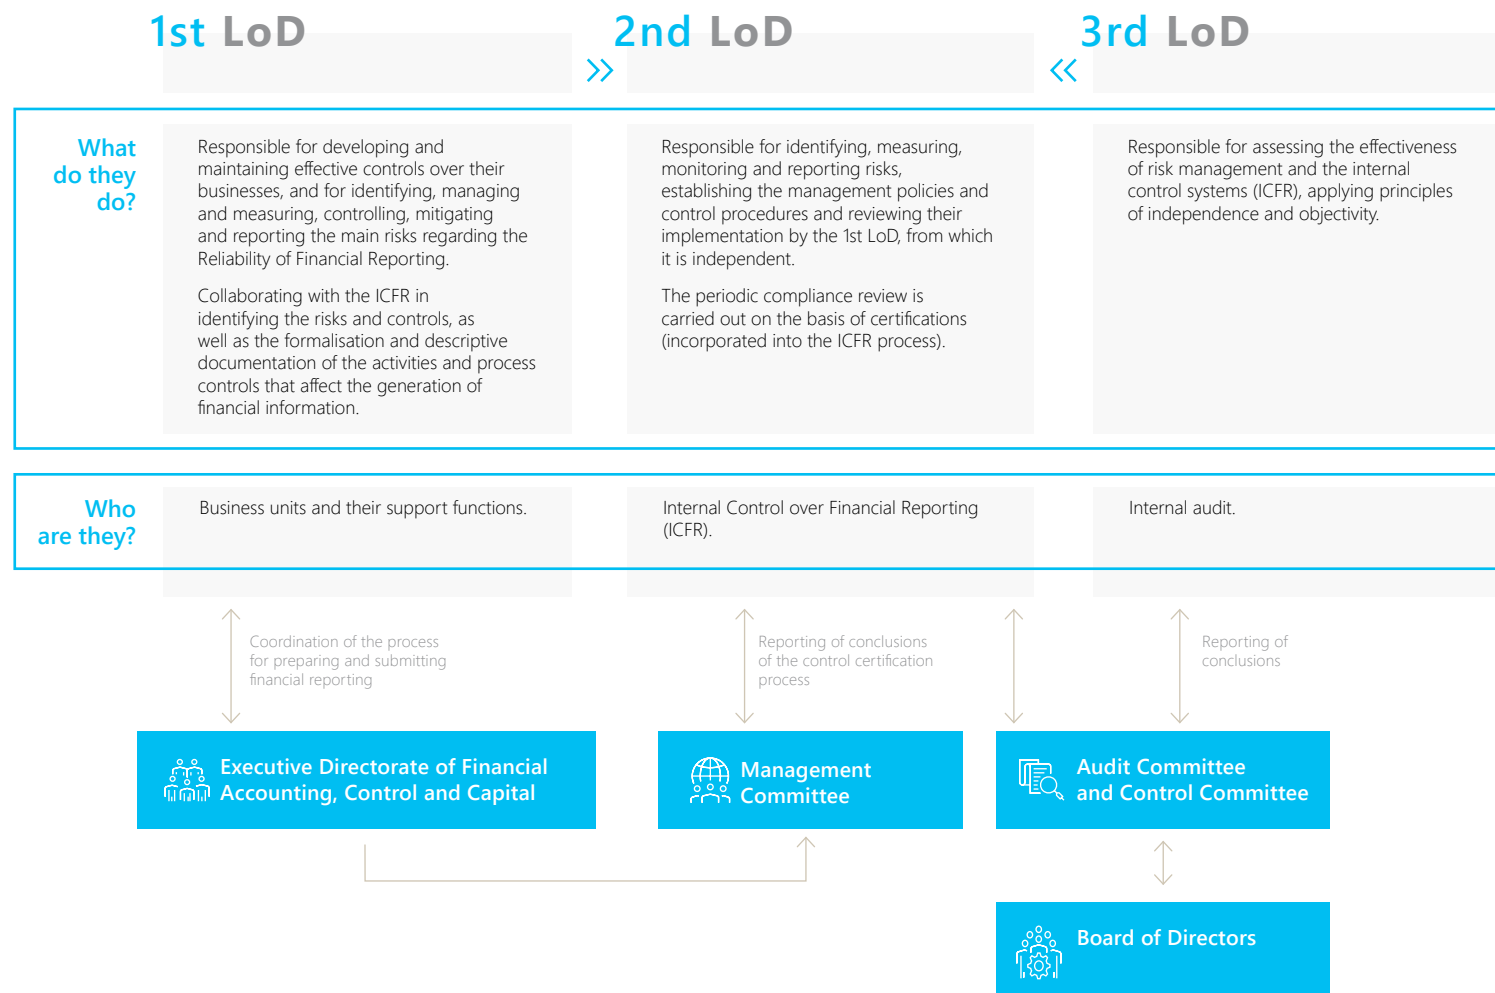 1st LoD
2nd LoD
3rd LoD
What
do they
do?
Responsible for developing and
maintaining effective controls over their
businesses, and for identifying, managing
and measuring, controlling, mitigating
and reporting the main risks regarding the
Reliability of Financial Reporting.
Collaborating with the ICFR in
identifying the risks and controls, as
well as the formalisation and descriptive
documentation of the activities and process
controls that affect the generation of
financial information.
Responsible for identifying, measuring,
monitoring and reporting risks,
establishing the management policies and
control procedures and reviewing their
implementation by the 1st LoD, from which
it is independent.
The periodic compliance review is
carried out on the basis of certifications
(incorporated into the ICFR process).
Responsible for assessing the effectiveness
of risk management and the internal
control systems (ICFR), applying principles
of independence and objectivity.
Who
are they?
Business units and their support functions.
Internal Control over Financial Reporting
(ICFR).
Internal audit.
Coordination of the process
for preparing and submitting
financial reporting
Reporting of conclusions
of the control certification
process
Reporting of
conclusions
Executive Directorate of Financial
Accounting, Control and Capital
Management
Committee
Audit Committee
and Control Committee
Board of Directors